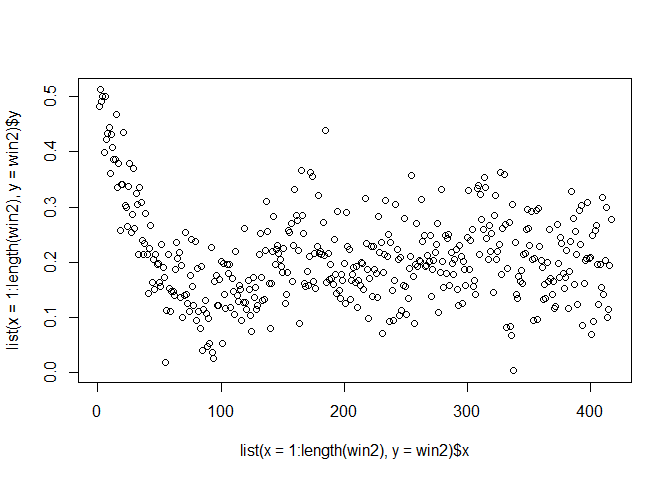 list(x = 1:length(win2), y = win2)$y
0.5
0.4
0.3
0.2
0.1
0.0
0 100 200 300 400
list(x = 1:length(win2), y = win2)$x